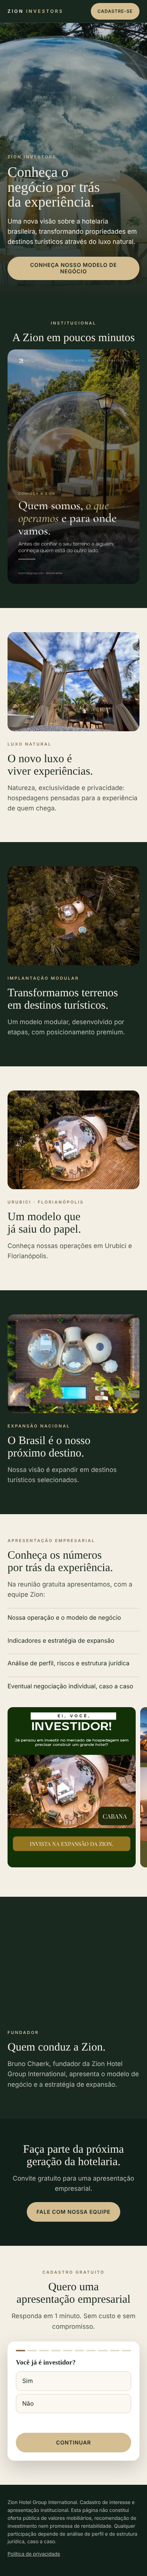 ZION INVESTORS
CADASTRE-SE
ZION INVESTORS
Conheça o
negócio por trás
da experiência.
Uma nova visão sobre a hotelaria
brasileira, transformando propriedades em
destinos turísticos através do luxo natural.
CONHEÇA NOSSO MODELO DE
NEGÓCIO
INSTITUCIONAL
A Zion em poucos minutos
Quem somos, o que
operamos e para onde
vamos.
Antes de confiar o seu terreno a alguém,
conheça quem está do outro lado.
LUXO NATURAL
O novo luxo é
viver experiências.
Natureza, exclusividade e privacidade:
hospedagens pensadas para a experiência
de quem chega.
IMPLANTAÇÃO MODULAR
Transformamos terrenos
em destinos turísticos.
Um modelo modular, desenvolvido por
etapas, com posicionamento premium.
URUBICI · FLORIANÓPOLIS
Um modelo que
já saiu do papel.
Conheça nossas operações em Urubici e
Florianópolis.
EXPANSÃO NACIONAL
O Brasil é o nosso
próximo destino.
Nossa visão é expandir em destinos
turísticos selecionados.
APRESENTAÇÃO EMPRESARIAL
Conheça os números
por trás da experiência.
Na reunião gratuita apresentamos, com a
equipe Zion:
Nossa operação e o modelo de negócio
Indicadores e estratégia de expansão
Análise de perfil, riscos e estrutura jurídica
Eventual negociação individual, caso a caso
EI, VOCÊ,
INVESTIDOR!
Já pensou em investir no mercado de hospedagem sem
precisar construir um grande hotel?
CABANA
INVISTA NA EXPANSÃO DA ZION.
FUNDADOR
Quem conduz a Zion.
Bruno Chaerk, fundador da Zion Hotel
Group International, apresenta o modelo de
negócio e a estratégia de expansão.
Faça parte da próxima
geração da hotelaria.
Convite gratuito para uma apresentação
empresarial.
FALE COM NOSSA EQUIPE
CADASTRO GRATUITO
Quero uma
apresentação empresarial
Responda em 1 minuto. Sem custo e sem
compromisso.
Você já é investidor?
Sim
Não
CONTINUAR
Zion Hotel Group International. Cadastro de interesse e
apresentação institucional. Esta página não constitui
oferta pública de valores mobiliários, recomendação de
investimento nem promessa de rentabilidade. Qualquer
participação depende de análise de perfil e de estrutura
jurídica, caso a caso.
Política de privacidade